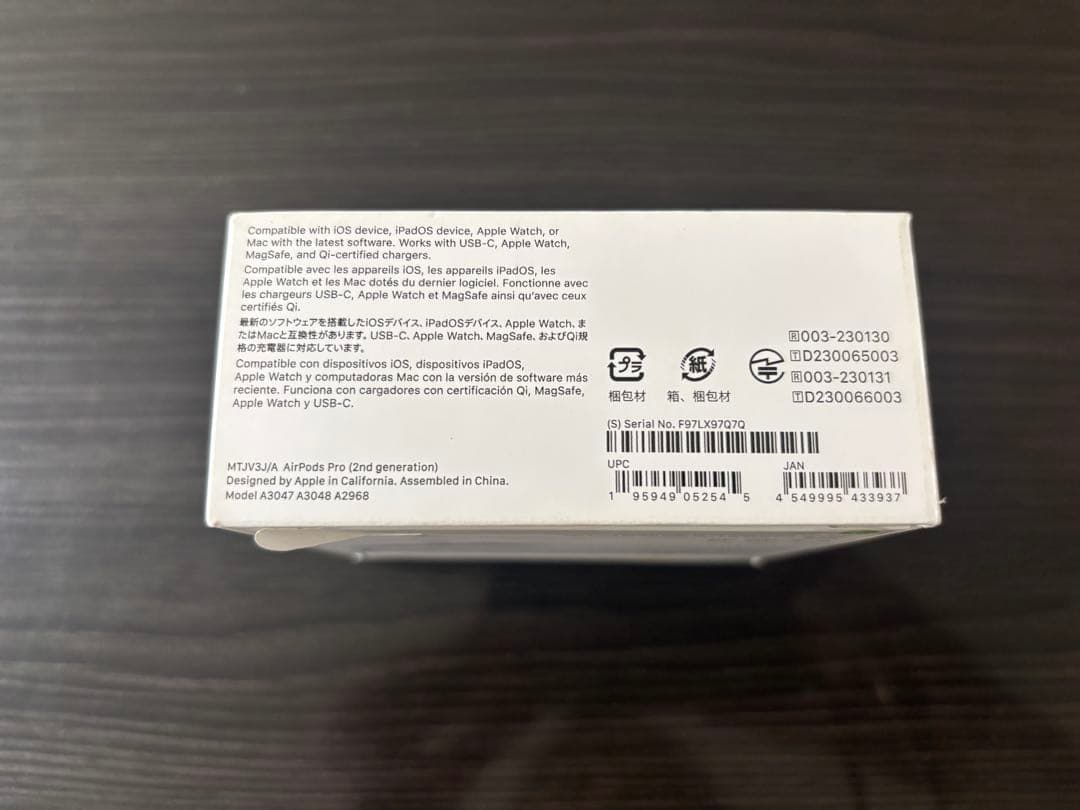 Compatible with iOS device, iPadOS device, Apple Watch, or
Mac with the latest software. Works with USB-C, Apple Watch,
MagSafe, and Qi-certified chargers.
Compatible avec les appareils iOS, les appareils iPadOS, les
Apple Watch et les Mac dotés du dernier logiciel. Fonctionne avec
les chargeurs USB-C, Apple Watch et MagSafe ainsi qu'avec ceux
certifiés Qi.
最新のソフトウェアを搭載したiOSデバイス、iPadOSデバイス、Apple Watch、ま
たはMacと互換性があります。USB-C、Apple Watch、MagSafe、およびQi規
格の充電器に対応しています。
Compatible con dispositivos iOS, dispositivos iPadOS,
Apple Watch y computadoras Mac con la versión de software más
reciente. Funciona con cargadores con certificación Qi, MagSafe,
Apple Watch y USB-C.
MTJV3J/A AirPods Pro (2nd generation)
Designed by Apple in California. Assembled in China.
Model A3047 A3048 A2968
プラ
梱包材
紙
箱、梱包材
R 003-230130
T D230065003
R 003-230131
T D230066003
(S) Serial No. F97LX97Q7Q
UPC
1 95949 05254 5
JAN
4 549995 433937